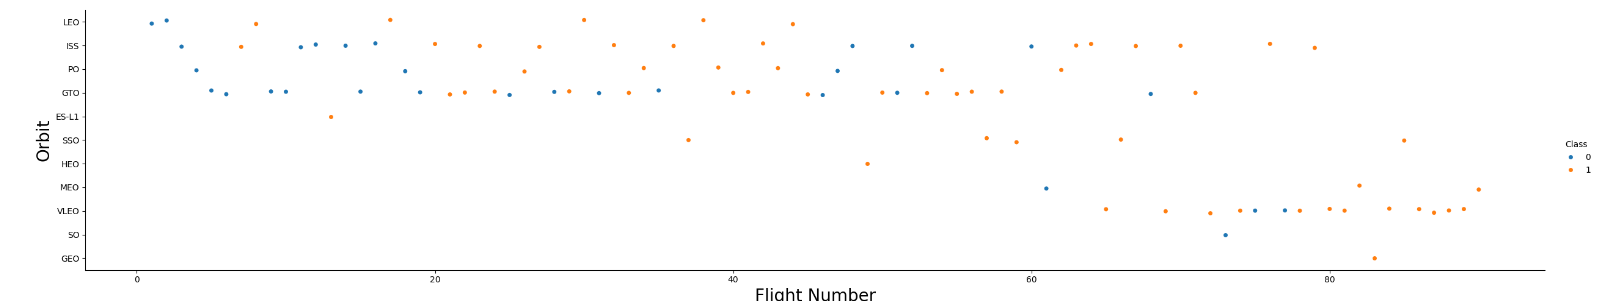 Orbit
LEO
ISS
PO
GTO
ES-L1
SSO
HEO
MEO
VLEO
SO
GEO
0 20 40 60 80
Flight Number
Class
0
1